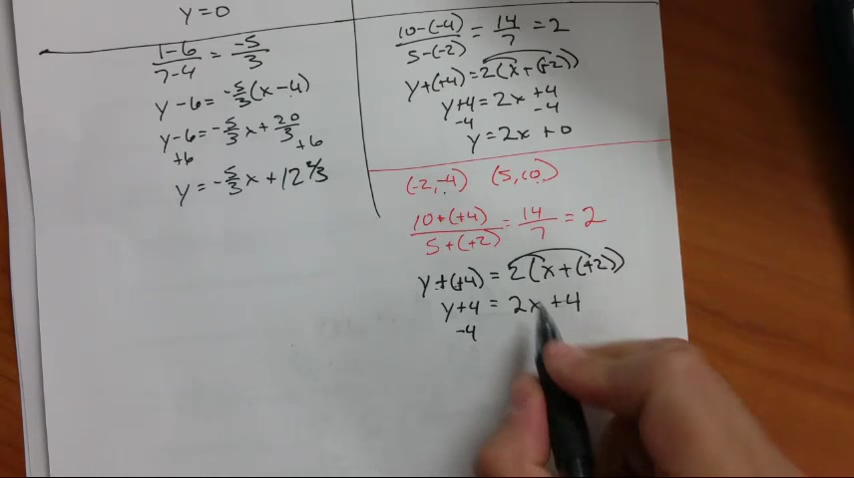 y=0
1-6/7-4 = -5/3
y-6=-5/3(x-4)
y-6=-5/3x+20/3
+6 +6
y=-5/3x+12 2/3
10-(-4)/5-(-2)=14/7=2
y+(+4)=2(x+(+2))
y+4=2x+4
-4 -4
y=2x+0
(-2,-4) (5,10)
10+(+4)/5+(+2)=14/7=2
y+(+4)=2(x+(+2))
y+4=2x+4
-4